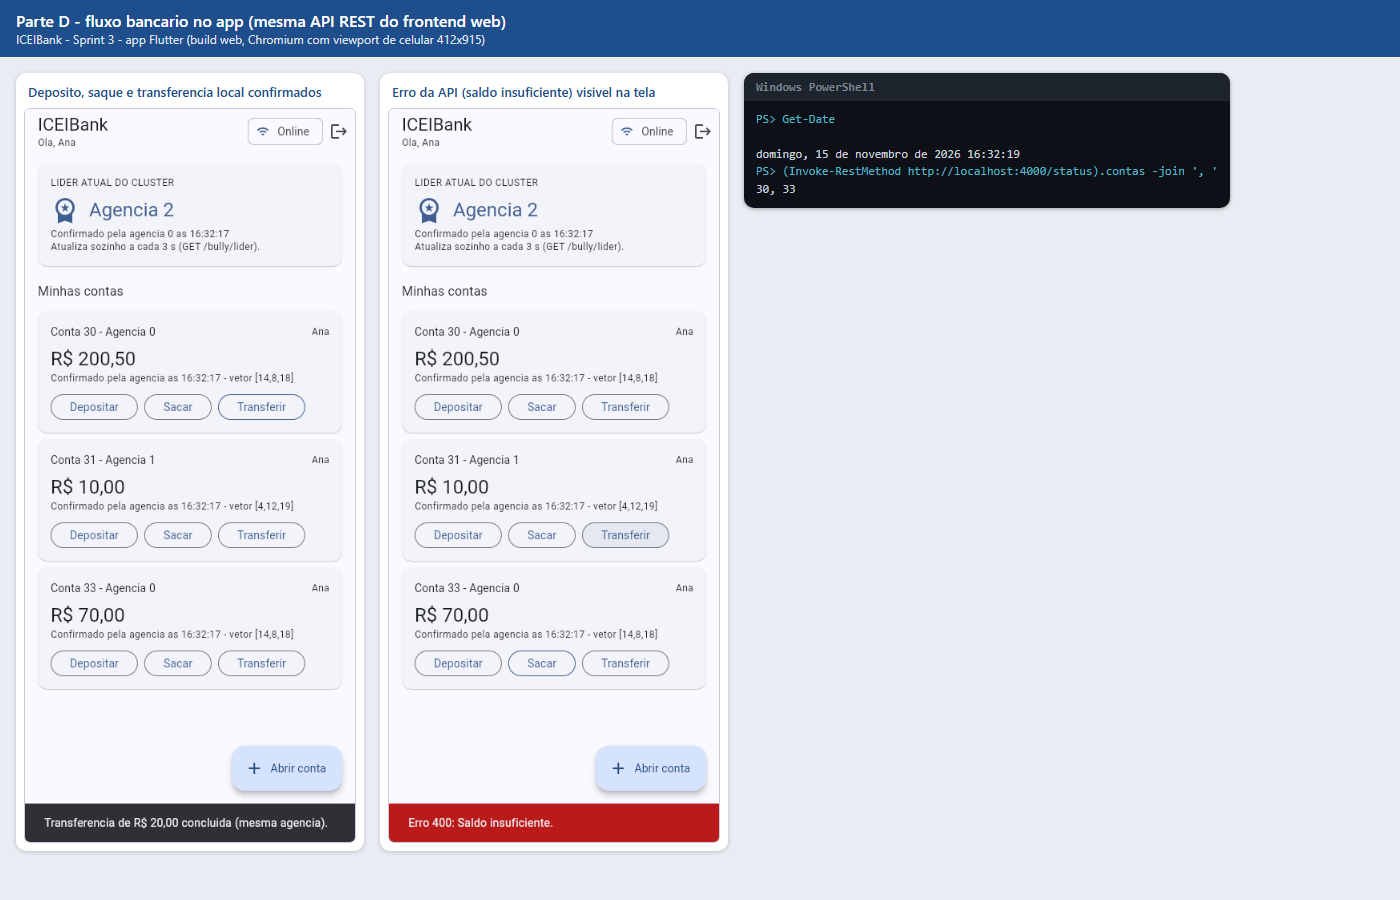 Parte D - fluxo bancario no app (mesma API REST do frontend web)
ICEIBank - Sprint 3 - app Flutter (build web, Chromium com viewport de celular 412x915)
Deposito, saque e transferencia local confirmados
ICEIBank
Ola, Ana
Online
LIDER ATUAL DO CLUSTER
Agencia 2
Confirmado pela agencia 0 as 16:32:17
Atualiza sozinho a cada 3 s (GET /bully/lider).
Minhas contas
Conta 30 - Agencia 0
Ana
R$ 200,50
Confirmado pela agencia as 16:32:17 - vetor [14,8,18]
Depositar
Sacar
Transferir
Conta 31 - Agencia 1
Ana
R$ 10,00
Confirmado pela agencia as 16:32:17 - vetor [4,12,19]
Depositar
Sacar
Transferir
Conta 33 - Agencia 0
Ana
R$ 70,00
Confirmado pela agencia as 16:32:17 - vetor [14,8,18]
Depositar
Sacar
Transferir
+ Abrir conta
Transferencia de R$ 20,00 concluida (mesma agencia).
Erro da API (saldo insuficiente) visivel na tela
ICEIBank
Ola, Ana
Online
LIDER ATUAL DO CLUSTER
Agencia 2
Confirmado pela agencia 0 as 16:32:17
Atualiza sozinho a cada 3 s (GET /bully/lider).
Minhas contas
Conta 30 - Agencia 0
Ana
R$ 200,50
Confirmado pela agencia as 16:32:17 - vetor [14,8,18]
Depositar
Sacar
Transferir
Conta 31 - Agencia 1
Ana
R$ 10,00
Confirmado pela agencia as 16:32:17 - vetor [4,12,19]
Depositar
Sacar
Transferir
Conta 33 - Agencia 0
Ana
R$ 70,00
Confirmado pela agencia as 16:32:17 - vetor [14,8,18]
Depositar
Sacar
Transferir
+ Abrir conta
Erro 400: Saldo insuficiente.
Windows PowerShell
PS> Get-Date
domingo, 15 de novembro de 2026 16:32:19
PS> (Invoke-RestMethod http://localhost:4000/status).contas -join ', '
30, 33